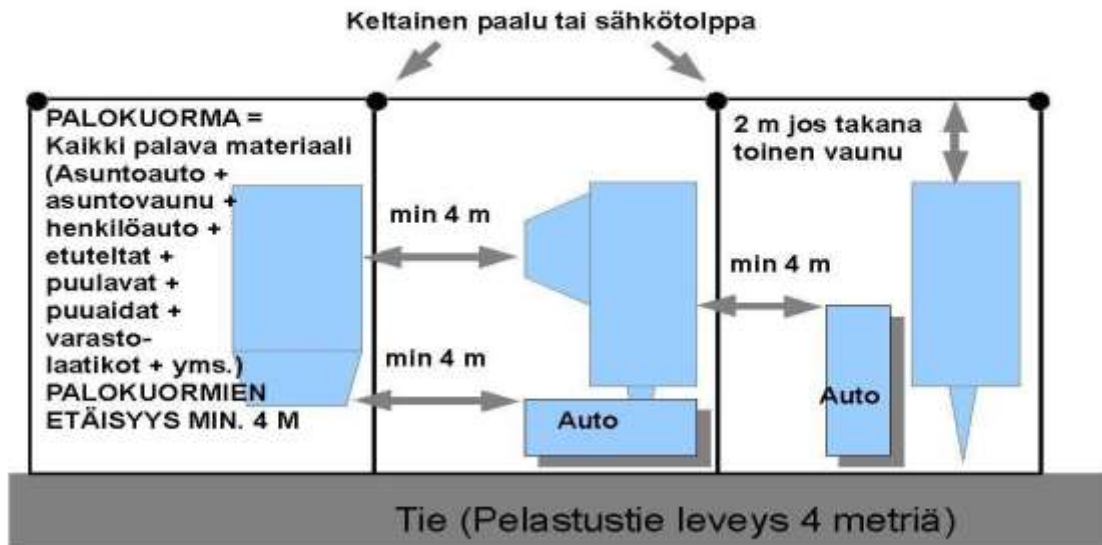 Keltainen paalu tai sähkötolppa
PALOKUORMA =
Kaikki palava materiaali
(Asuntoauto +
asuntovaunu +
henkilöauto +
etuteltat +
puulavat +
puuaidat +
varasto-
laatikot + yms.)
PALOKUORMIEN
ETÄISYYS MIN. 4 M
min 4 m
min 4 m
Auto
2 m jos takana
toinen vaunu
min 4 m
Auto
Tie (Pelastustie leveys 4 metriä)